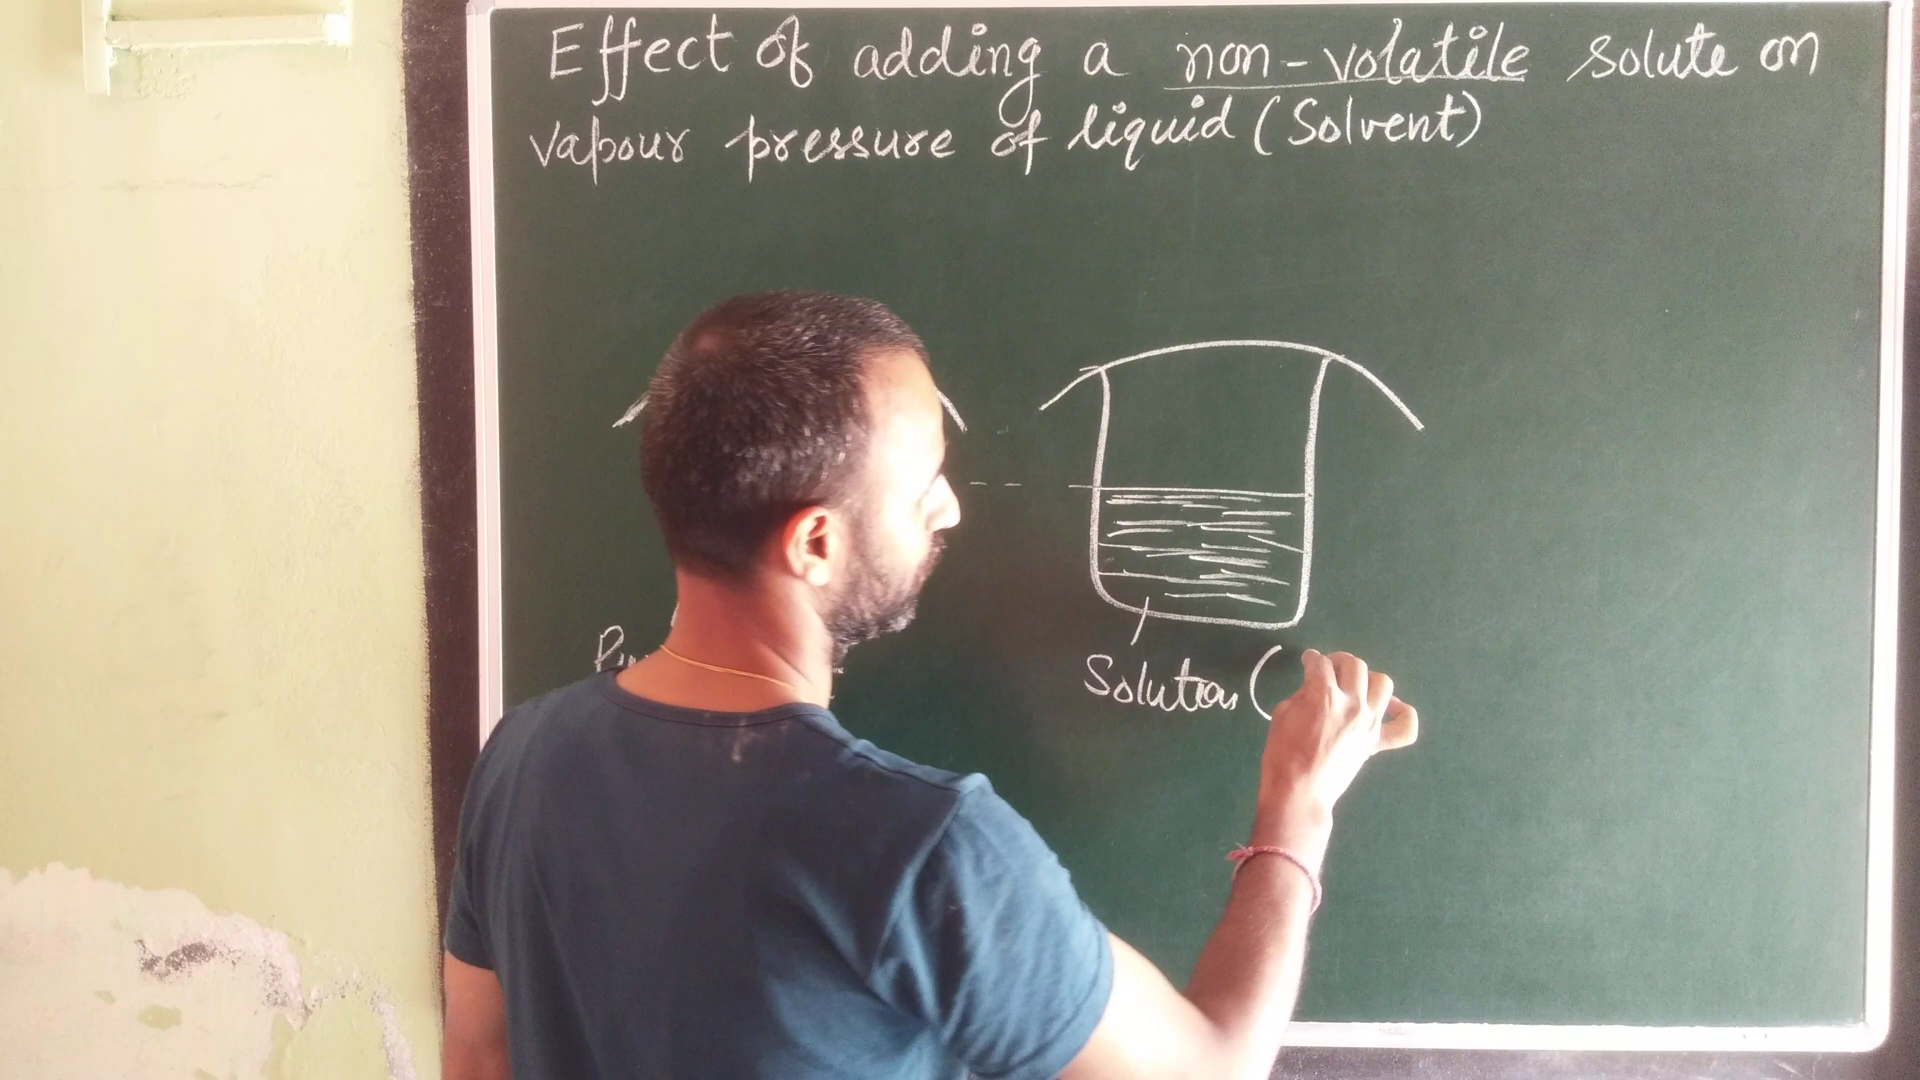 Effect of adding a non-volatile solute on
vapour pressure of liquid (Solvent)
Solution (